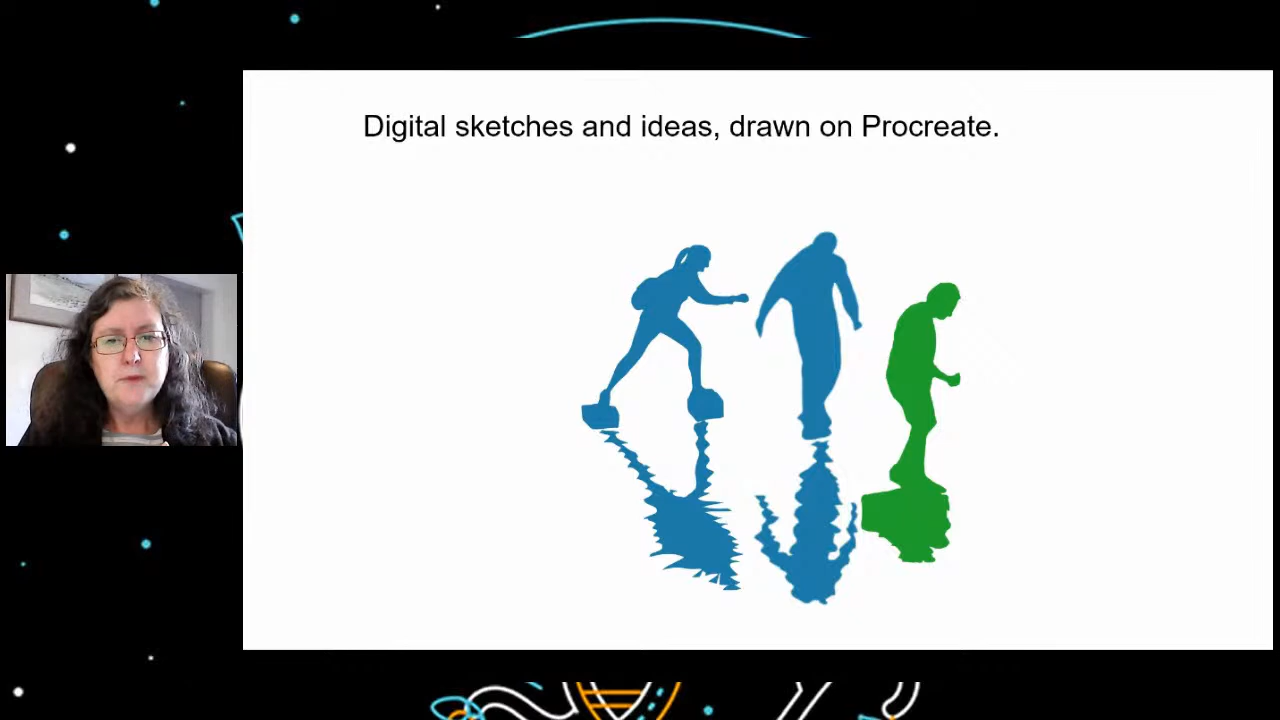 Digital sketches and ideas, drawn on Procreate.